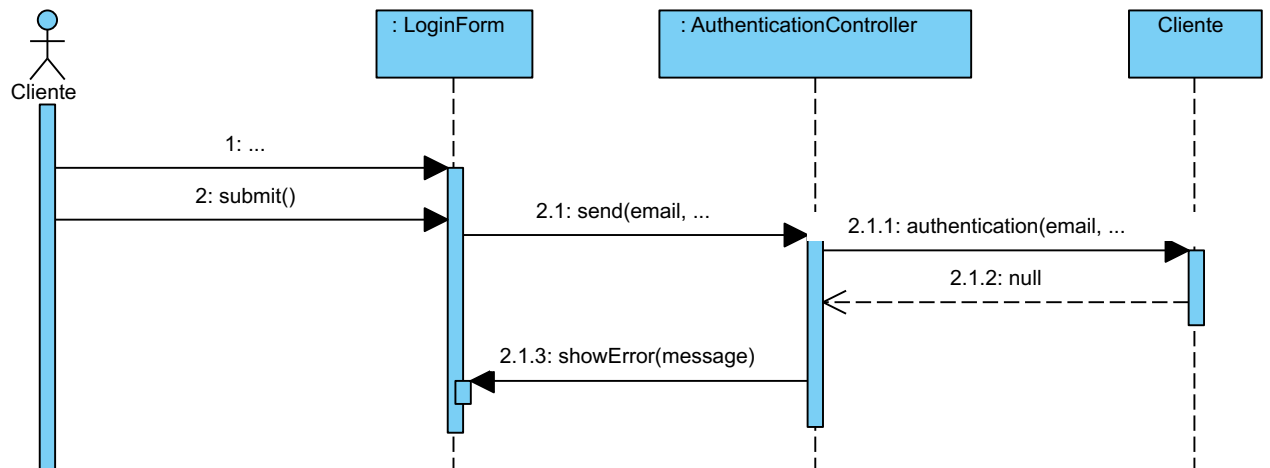 : LoginForm
: AuthenticationController
Cliente
Cliente
1: ...
2: submit()
2.1: send(email, ...
2.1.1: authentication(email, ...
2.1.2: null
2.1.3: showError(message)